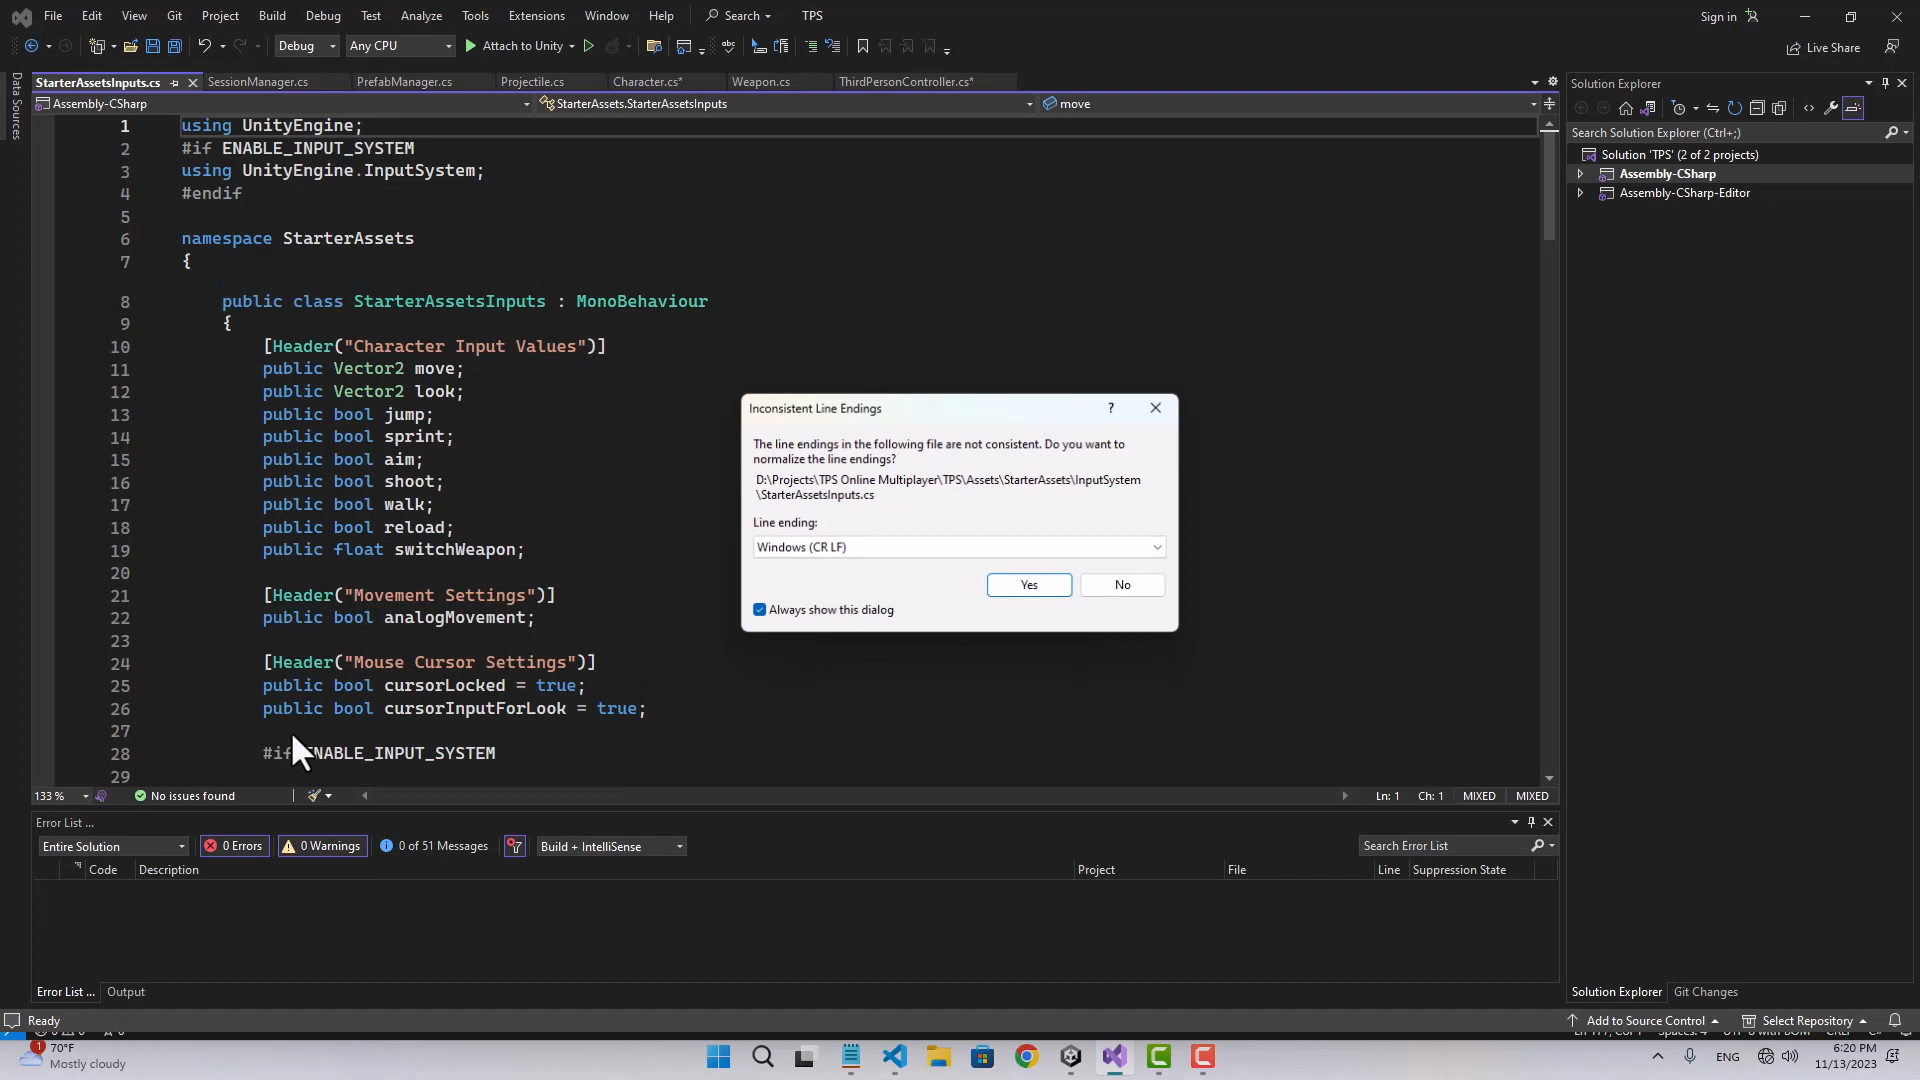 File Edit View Git Project Build Debug Test Analyze Tools Extensions Window Help Search TPS Sign in
Debug Any CPU Attach to Unity Live Share
StarterAssetsInputs.cs SessionManager.cs PrefabManager.cs Projectile.cs Character.cs* Weapon.cs ThirdPersonController.cs*
Assembly-CSharp StarterAssets.StarterAssetsInputs move
Data Sources
1 using UnityEngine;
2 #if ENABLE_INPUT_SYSTEM
3 using UnityEngine.InputSystem;
4 #endif
5
6 namespace StarterAssets
7 {
8 public class StarterAssetsInputs : MonoBehaviour
9 {
10 [Header("Character Input Values")]
11 public Vector2 move;
12 public Vector2 look;
13 public bool jump;
14 public bool sprint;
15 public bool aim;
16 public bool shoot;
17 public bool walk;
18 public bool reload;
19 public float switchWeapon;
20
21 [Header("Movement Settings")]
22 public bool analogMovement;
23
24 [Header("Mouse Cursor Settings")]
25 public bool cursorLocked = true;
26 public bool cursorInputForLook = true;
27
28 #if ENABLE_INPUT_SYSTEM
29
133 % No issues found Ln: 1 Ch: 1 MIXED MIXED
Inconsistent Line Endings ?
The line endings in the following file are not consistent. Do you want to
normalize the line endings?
D:\Projects\TPS Online Multiplayer\TPS\Assets\StarterAssets\InputSystem
\StarterAssetsInputs.cs
Line ending:
Windows (CR LF)
Yes No
Always show this dialog
Solution Explorer
Search Solution Explorer (Ctrl+;)
Solution 'TPS' (2 of 2 projects)
Assembly-CSharp
Assembly-CSharp-Editor
Error List ...
Entire Solution 0 Errors 0 Warnings 0 of 51 Messages Build + IntelliSense Search Error List
Code Description Project File Line Suppression State
Error List ... Output
Solution Explorer Git Changes
Ready Add to Source Control Select Repository
1 70°F
Mostly cloudy
ENG
6:20 PM
11/13/2023